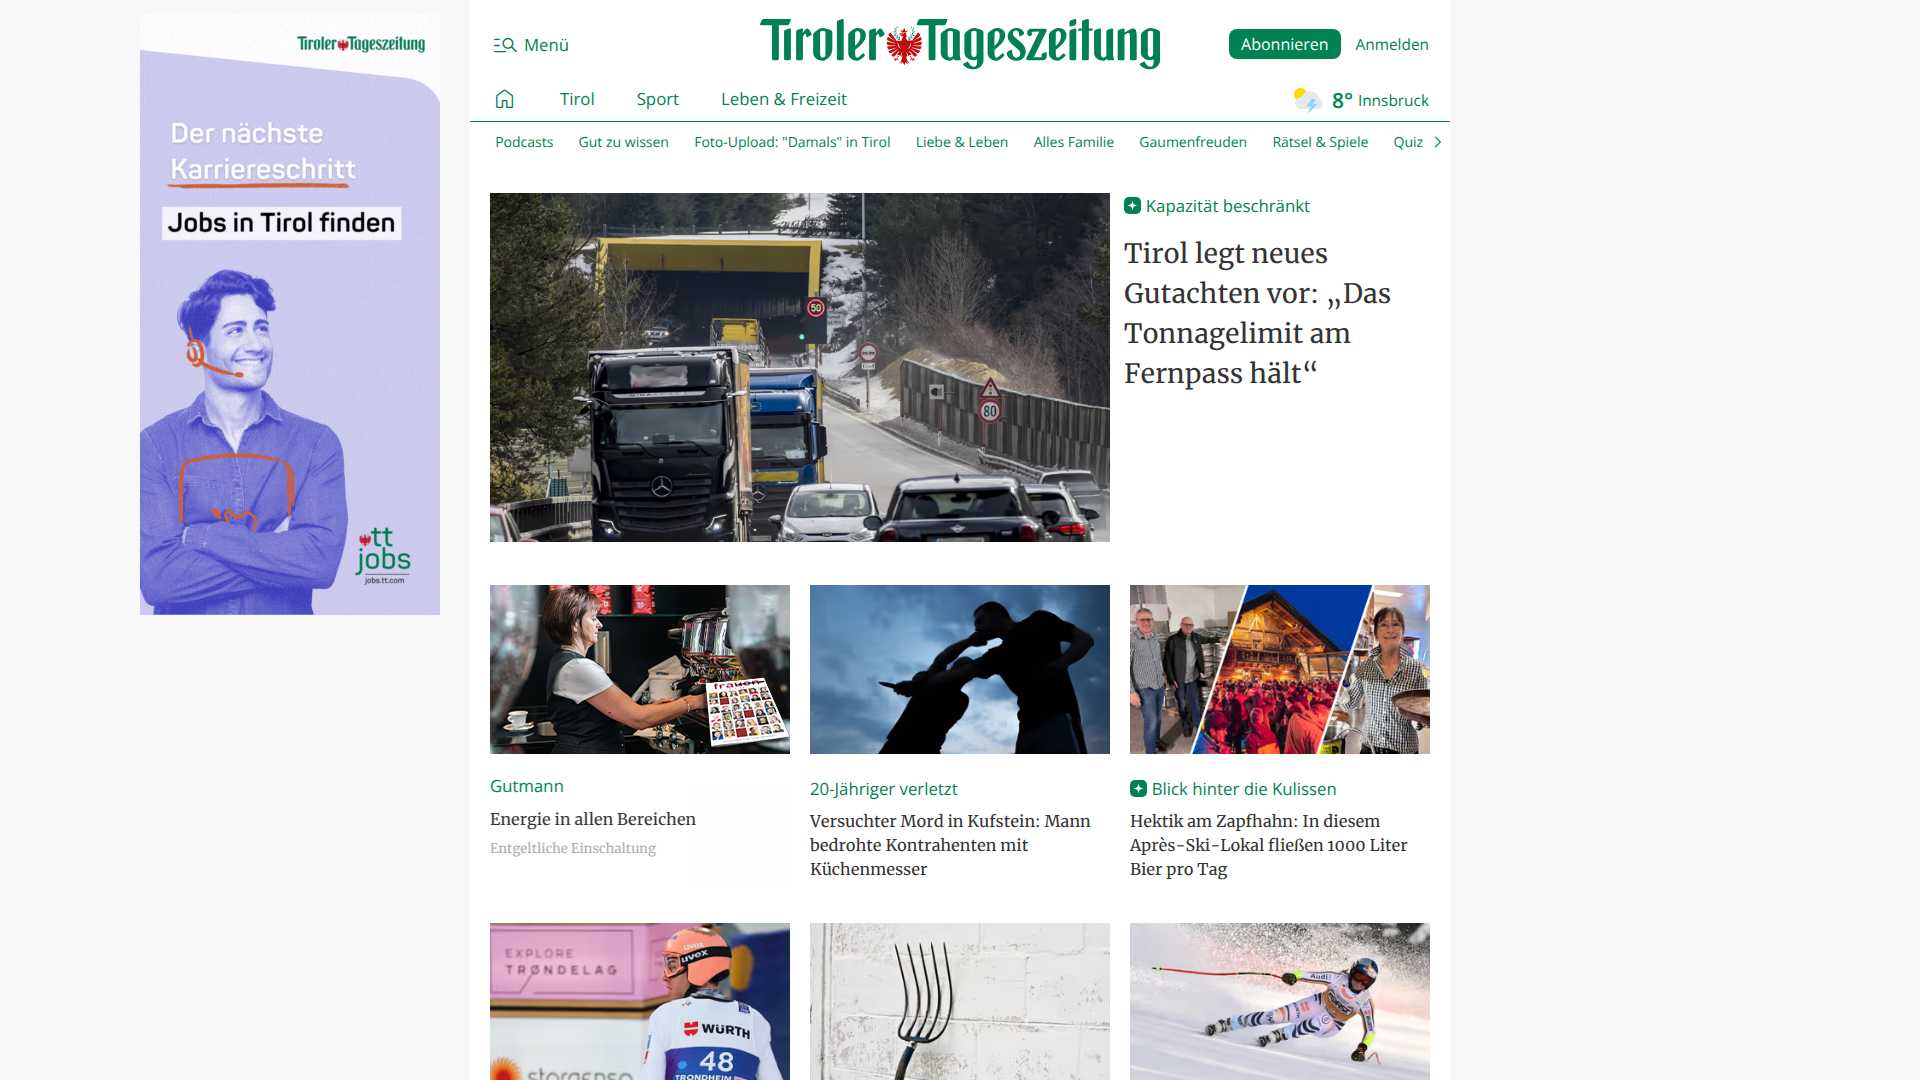 Tiroler Tageszeitung
Der nächste
Karriereschritt
Jobs in Tirol finden
tt
jobs
jobs.tt.com
Menü
Tiroler Tageszeitung
Abonnieren
Anmelden
Tirol
Sport
Leben & Freizeit
8° Innsbruck
Podcasts
Gut zu wissen
Foto-Upload: "Damals" in Tirol
Liebe & Leben
Alles Familie
Gaumenfreuden
Rätsel & Spiele
Quiz
50
80
Kapazität beschränkt
Tirol legt neues
Gutachten vor: „Das
Tonnagelimit am
Fernpass hält“
frauen
Gutmann
Energie in allen Bereichen
Entgeltliche Einschaltung
20-Jähriger verletzt
Versuchter Mord in Kufstein: Mann
bedrohte Kontrahenten mit
Küchenmesser
Blick hinter die Kulissen
Hektik am Zapfhahn: In diesem
Après-Ski-Lokal fließen 1000 Liter
Bier pro Tag
EXPLORE
TRØNDELAG
uvex
uvex
WÜRTH
48
TRONDHEIM
storaenso
Audi